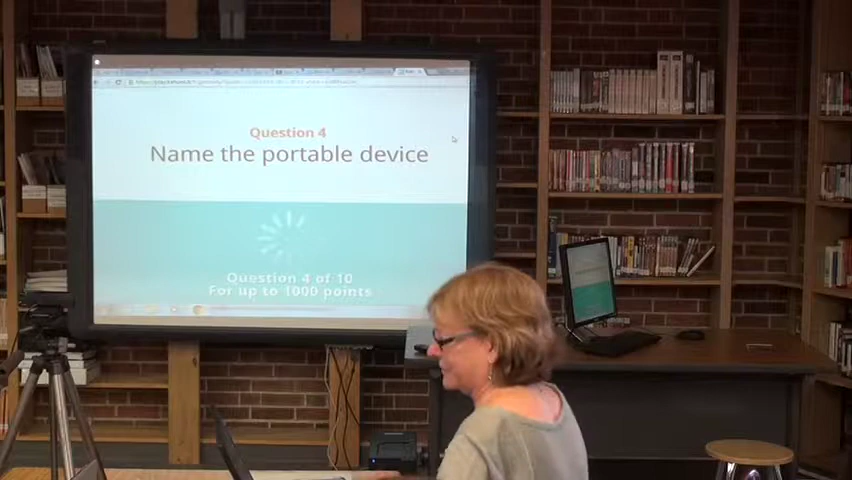 Question 4
Name the portable device
Question 4 of 10
For up to 1000 points